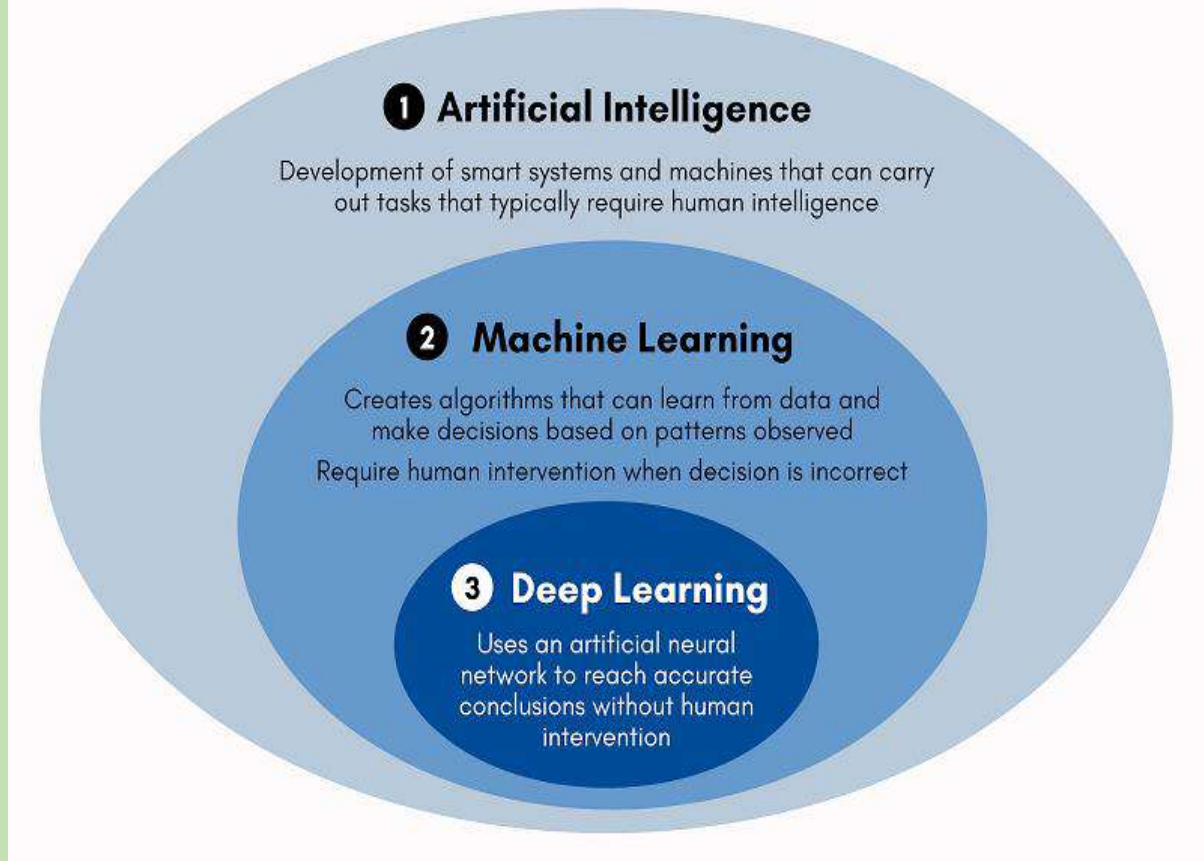 1 Artificial Intelligence
Development of smart systems and machines that can carry
out tasks that typically require human intelligence
2 Machine Learning
Creates algorithms that can learn from data and
make decisions based on patterns observed
Require human intervention when decision is incorrect
3 Deep Learning
Uses an artificial neural
network to reach accurate
conclusions without human
intervention